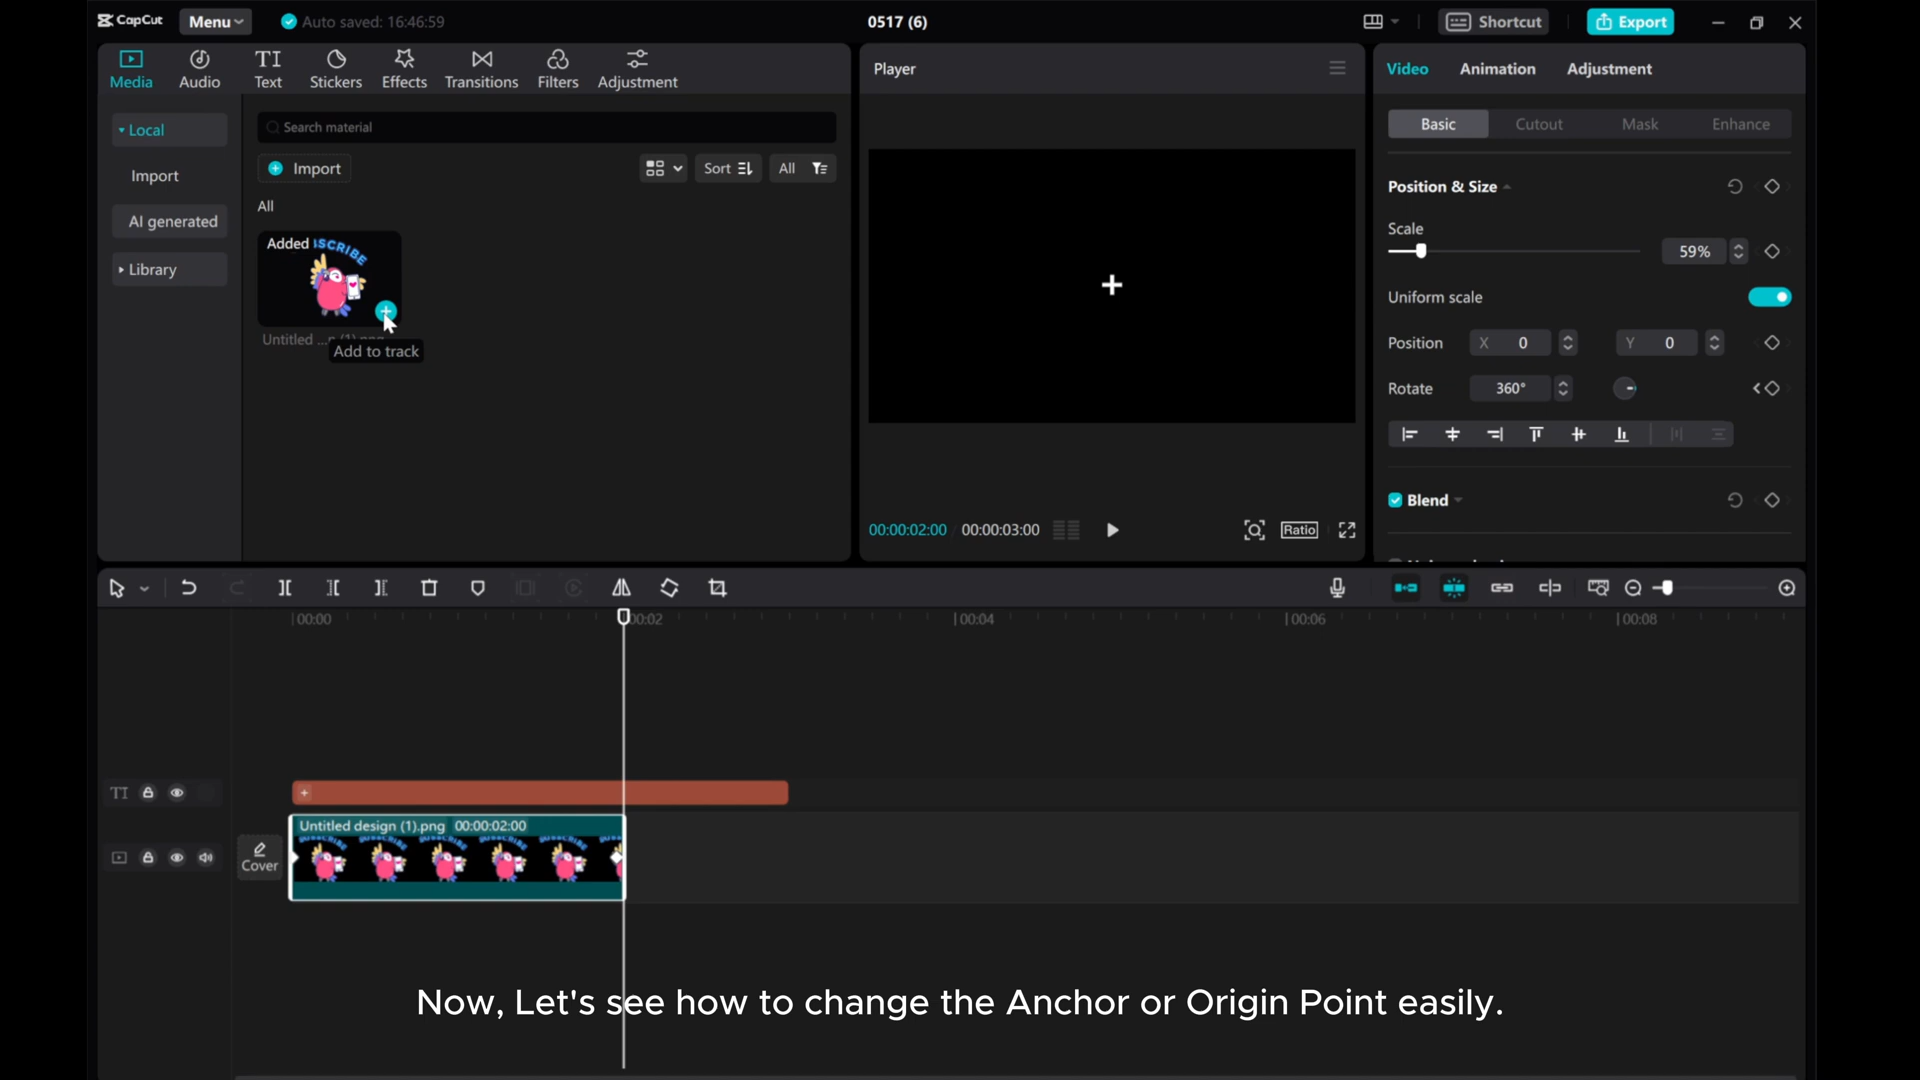 CapCut
Menu
Auto saved: 16:46:59
0517 (6)
Shortcut
Export
Media
Audio
TI
Text
Stickers
Effects
Transitions
Filters
Adjustment
Player
Video
Animation
Adjustment
Local
Import
AI generated
Library
Search material
Import
Sort
All
All
Added
SCRIBE
Untitled ...
Add to track
Basic
Cutout
Mask
Enhance
Position & Size
Scale
59%
Uniform scale
Position
X 0
Y 0
Rotate
360°
Blend
00:00:02:00
00:00:03:00
Ratio
00:00
00:02
00:04
00:06
00:08
TI
Cover
Untitled design (1).png 00:00:02:00
Now, Let's see how to change the Anchor or Origin Point easily.